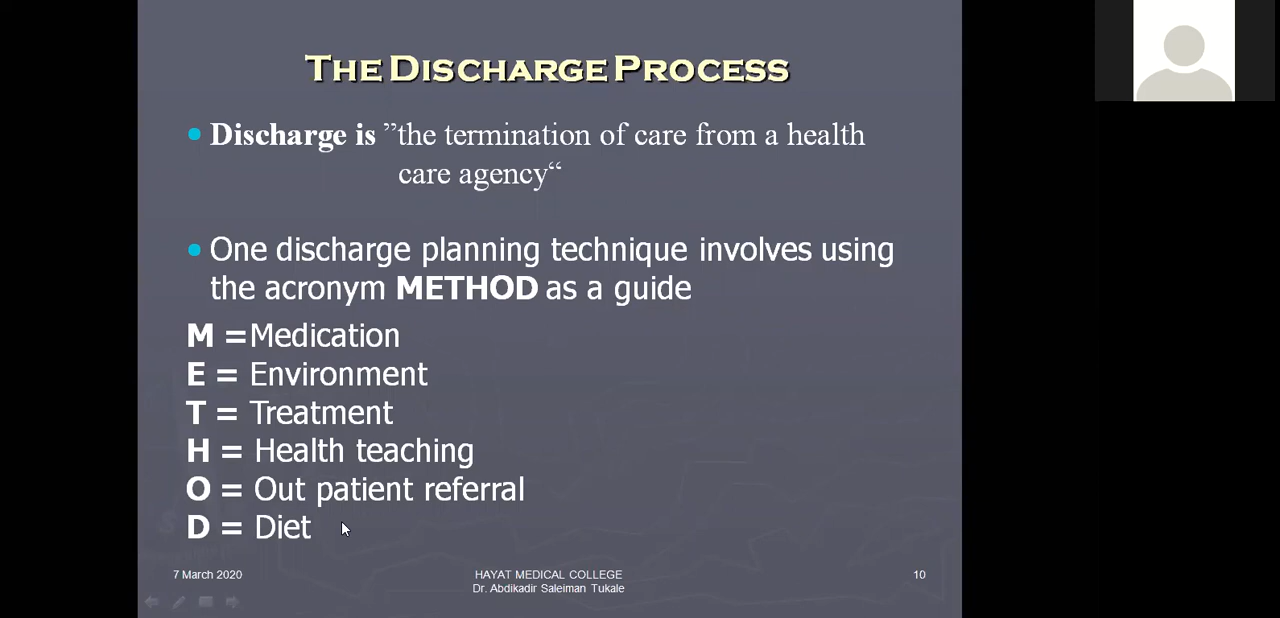 THE DISCHARGE PROCESS
Discharge is ”the termination of care from a health
care agency“
One discharge planning technique involves using
the acronym METHOD as a guide
M =Medication
E = Environment
T = Treatment
H = Health teaching
O = Out patient referral
D = Diet
7 March 2020
HAYAT MEDICAL COLLEGE
Dr. Abdikadir Saleiman Tukale
10